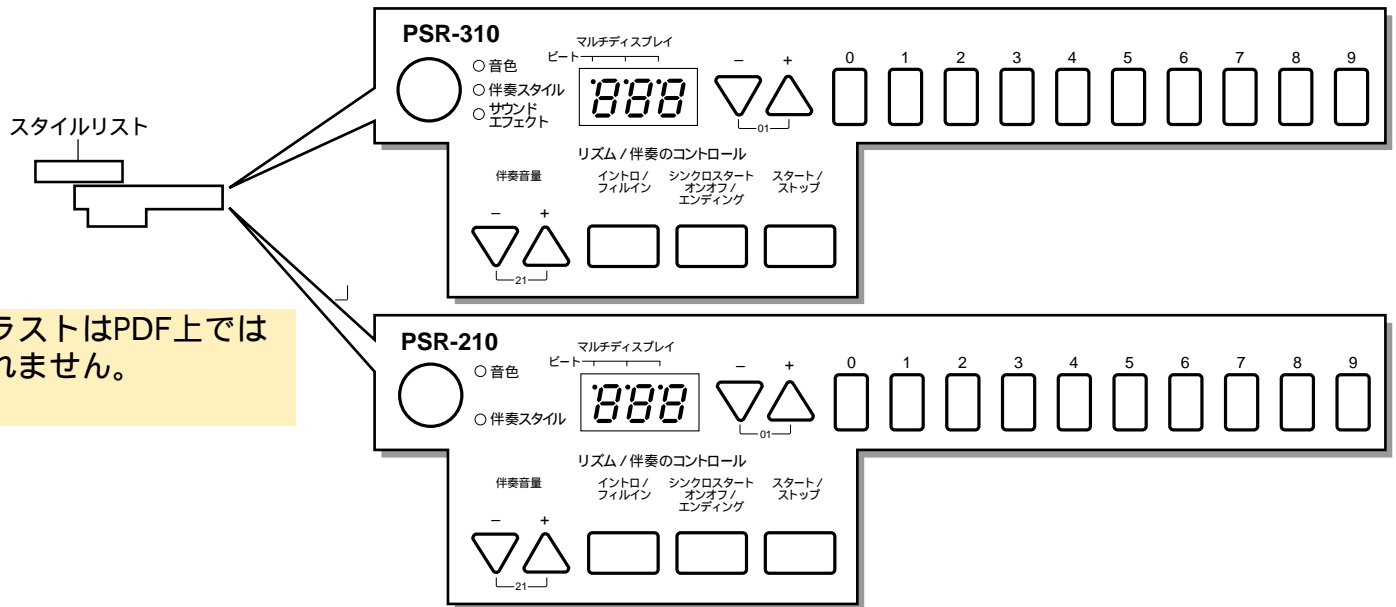 PSR-310
マルチディスプレイ
ビート
音色
伴奏スタイル
サウンド
エフェクト
888
– +
01
0 1 2 3 4 5 6 7 8 9
スタイルリスト
リズム / 伴奏のコントロール
伴奏音量
イントロ /
フィルイン
シンクロスタート
オンオフ /
エンディング
スタート /
ストップ
– +
21
ラストはPDF上では
れません。
PSR-210
マルチディスプレイ
ビート
音色
伴奏スタイル
888
– +
01
0 1 2 3 4 5 6 7 8 9
リズム / 伴奏のコントロール
伴奏音量
イントロ /
フィルイン
シンクロスタート
オンオフ /
エンディング
スタート /
ストップ
– +
21